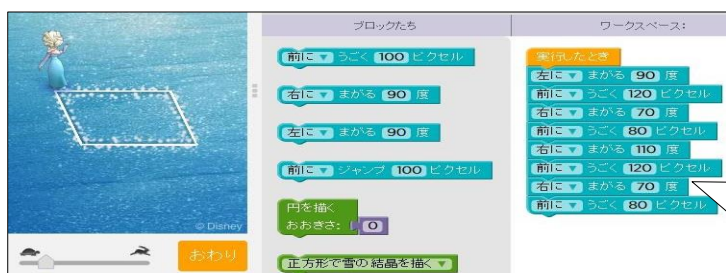 ブロックたち
ワークスペース:
前に うごく 100 ピクセル
右に まがる 90 度
左に まがる 90 度
前に ジャンプ 100 ピクセル
円を描く
おおきさ: 0
正方形で雪の結晶を描く
実行したとき
左に まがる 90 度
前に うごく 120 ピクセル
右に まがる 70 度
前に うごく 80 ピクセル
右に まがる 110 度
前に うごく 120 ピクセル
右に まがる 70 度
前に うごく 80 ピクセル
© Disney
おわり